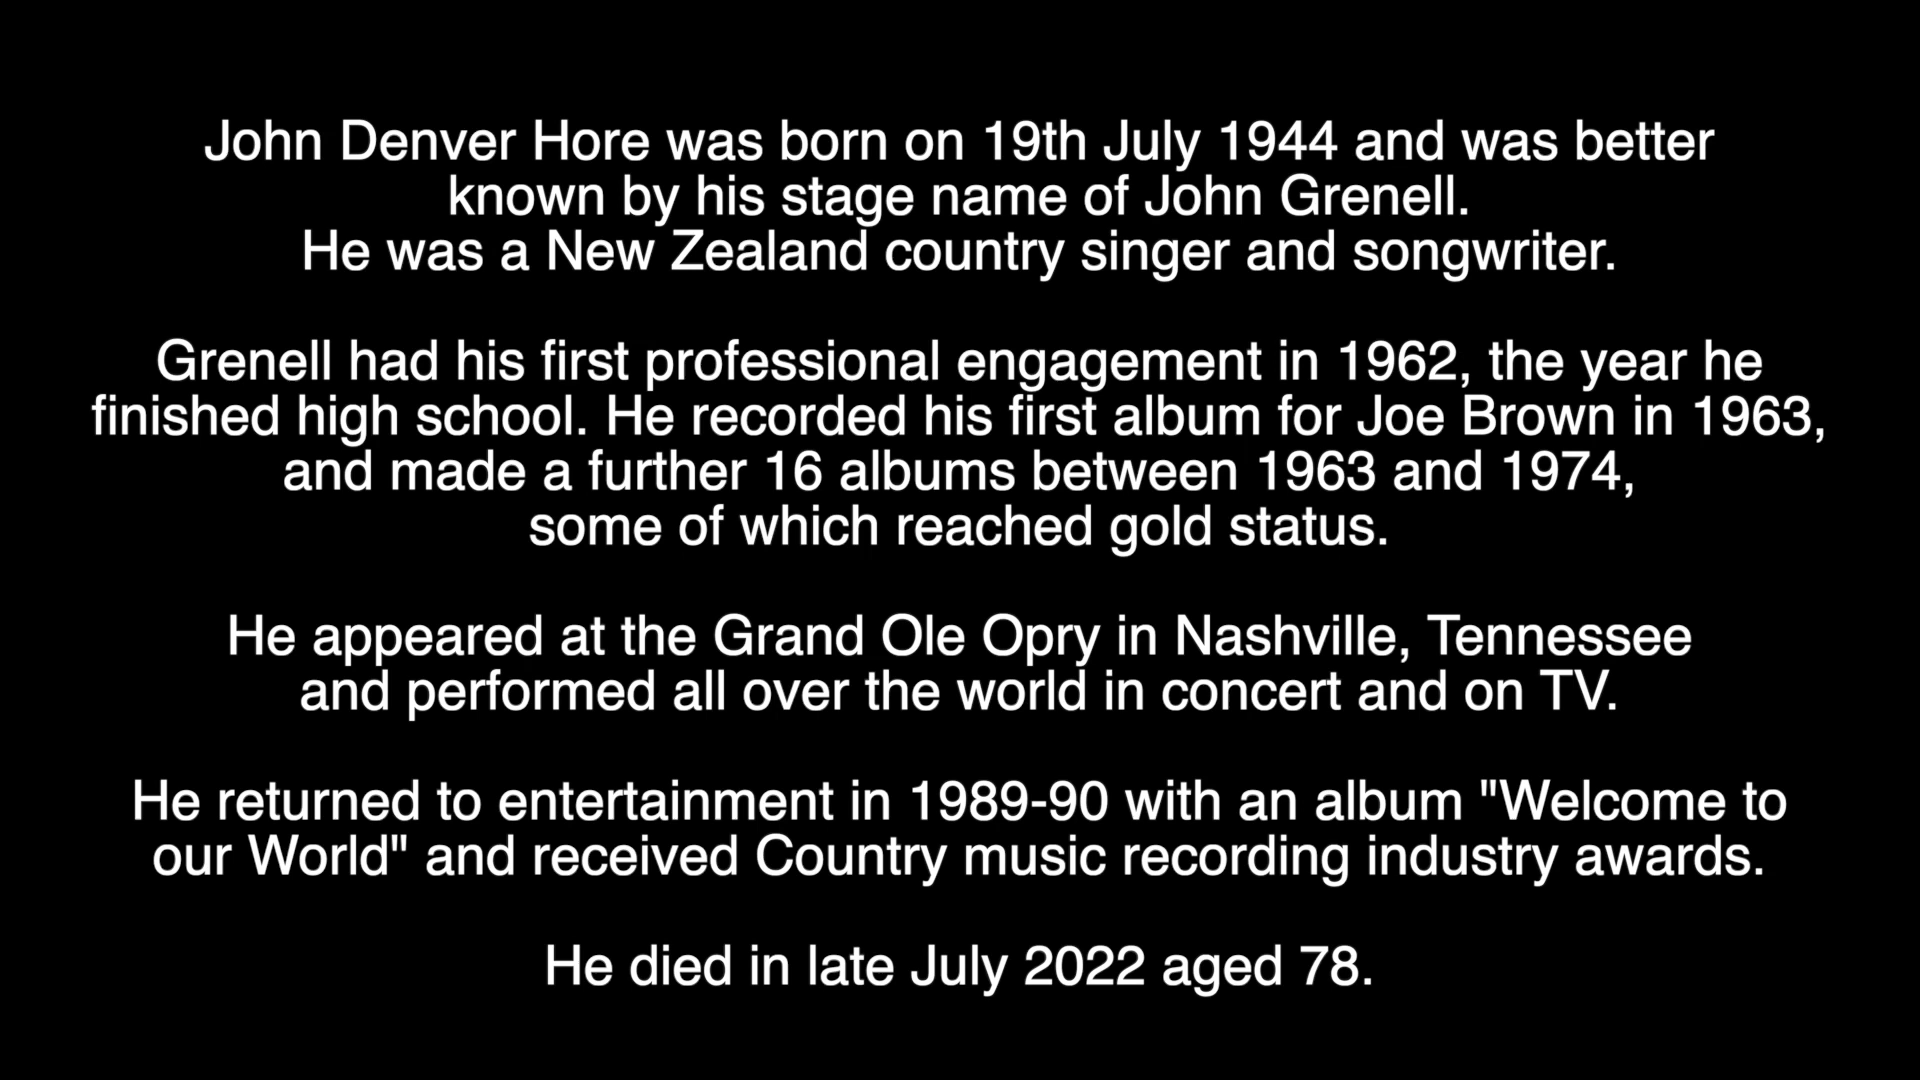 John Denver Hore was born on 19th July 1944 and was better
known by his stage name of John Grenell.
He was a New Zealand country singer and songwriter.
Grenell had his first professional engagement in 1962, the year he
finished high school. He recorded his first album for Joe Brown in 1963,
and made a further 16 albums between 1963 and 1974,
some of which reached gold status.
He appeared at the Grand Ole Opry in Nashville, Tennessee
and performed all over the world in concert and on TV.
He returned to entertainment in 1989-90 with an album "Welcome to
our World" and received Country music recording industry awards.
He died in late July 2022 aged 78.